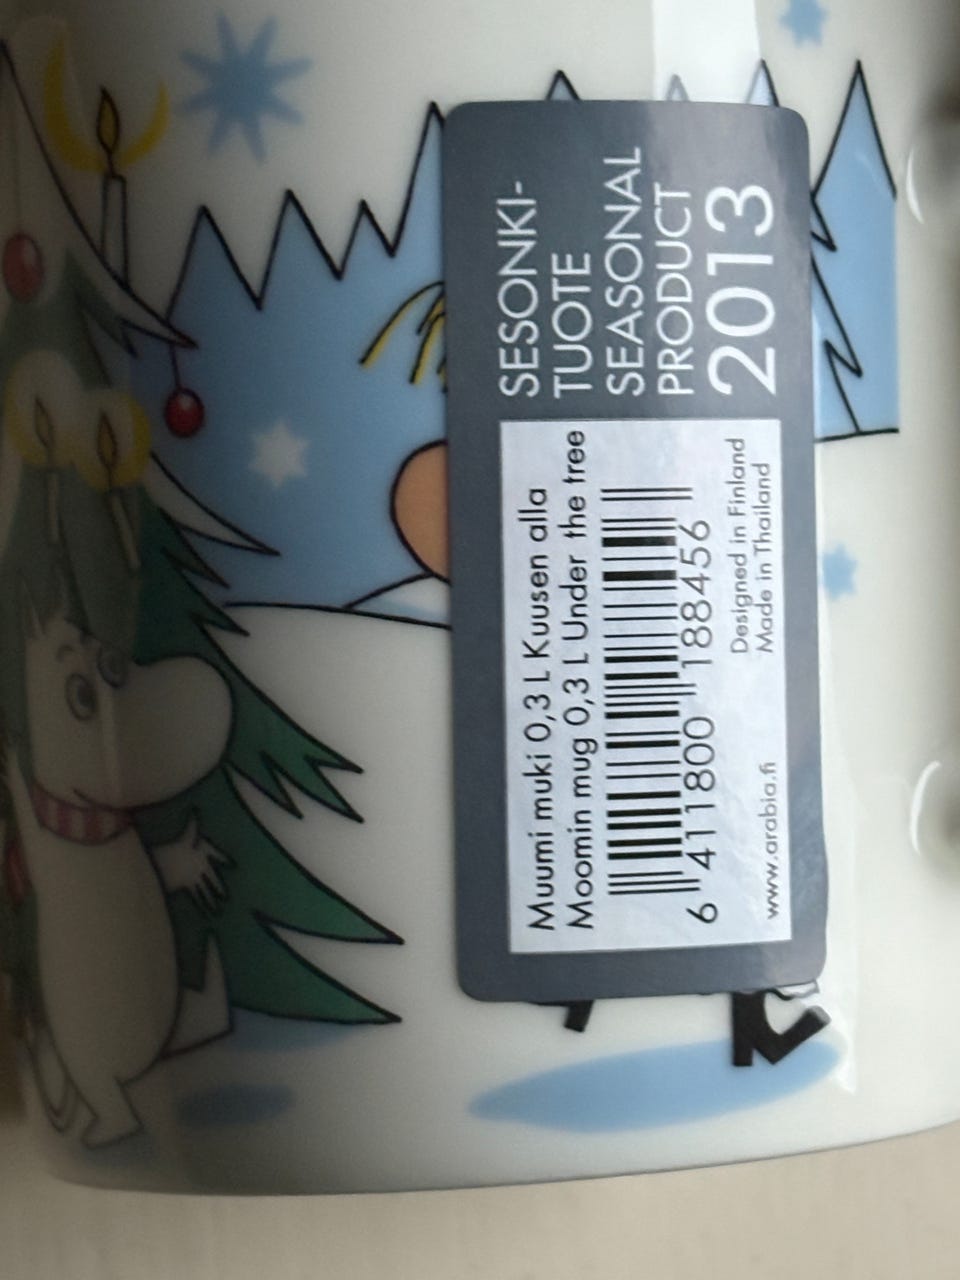 SESONKI-
TUOTE
SEASONAL
PRODUCT
2013
Muumi muki 0,3 L Kuusen alla
Moomin mug 0,3 L Under the tree
6 411800 188456
Designed in Finland
www.arabia.fi Made in Thailand